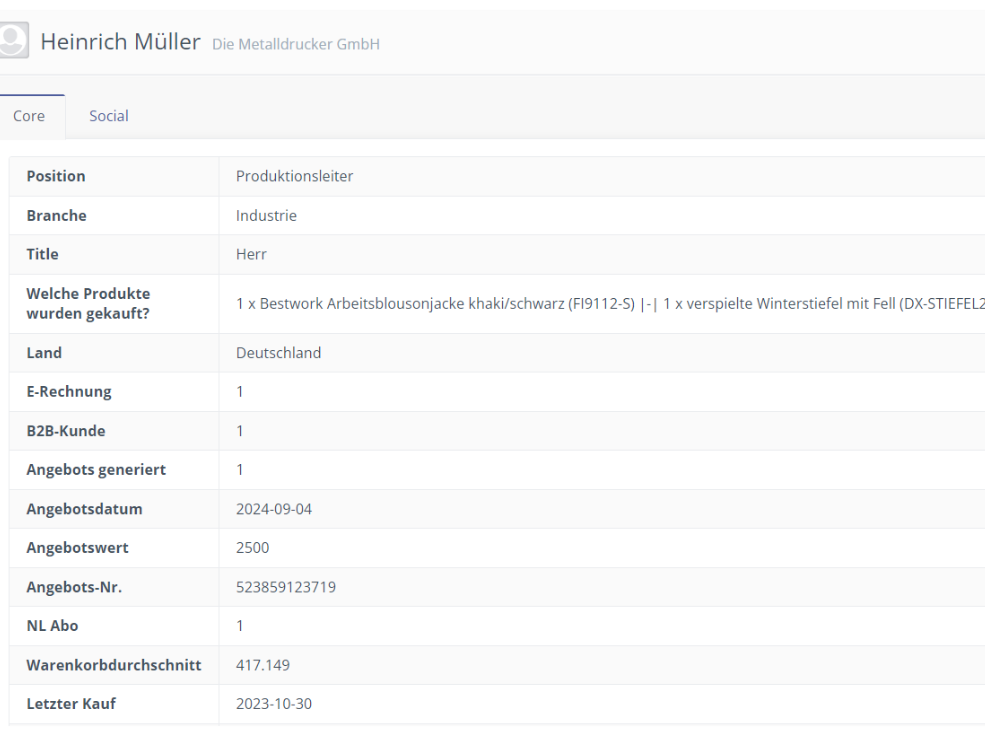 Heinrich Müller Die Metalldrucker GmbH
Core Social
Position Produktionsleiter
Branche Industrie
Title Herr
Welche Produkte wurden gekauft? 1 x Bestwork Arbeitsblousonjacke khaki/schwarz (FI9112-S) |-| 1 x verspielte Winterstiefel mit Fell (DX-STIEFEL2
Land Deutschland
E-Rechnung 1
B2B-Kunde 1
Angebots generiert 1
Angebotsdatum 2024-09-04
Angebotswert 2500
Angebots-Nr. 523859123719
NL Abo 1
Warenkorbdurchschnitt 417.149
Letzter Kauf 2023-10-30